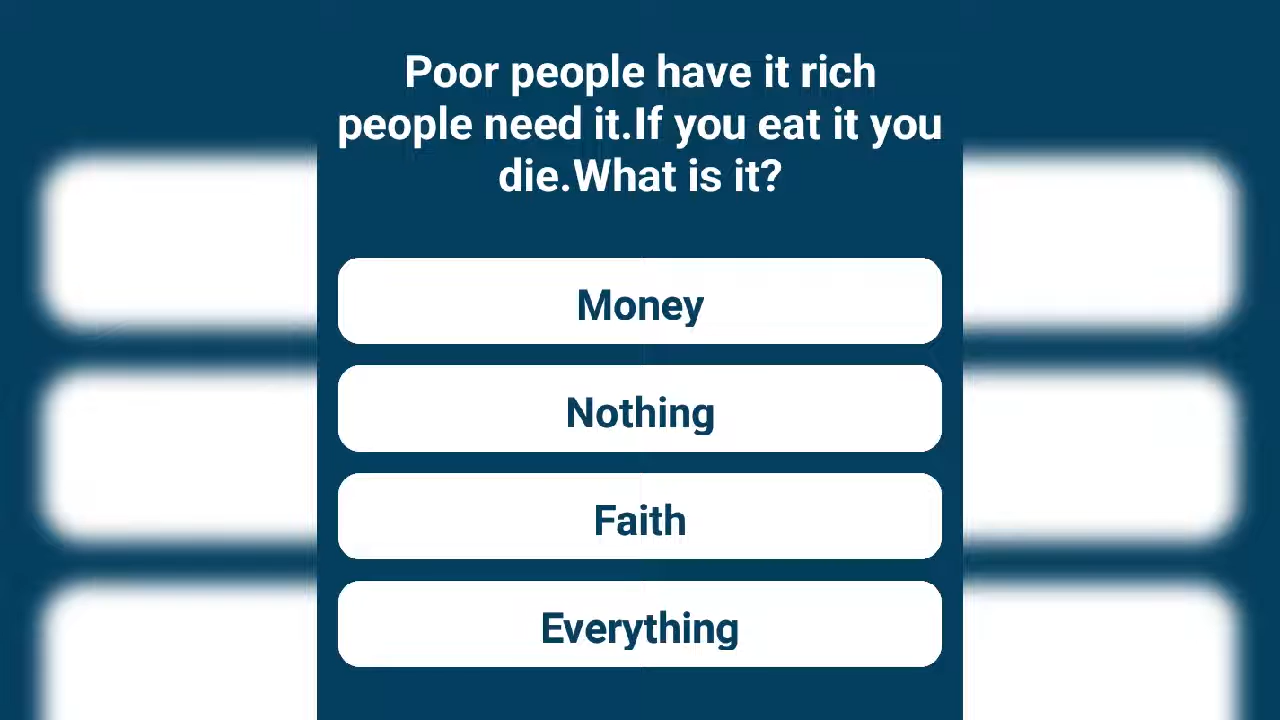 Poor people have it rich
people need it.If you eat it you
die.What is it?
Money
Nothing
Faith
Everything